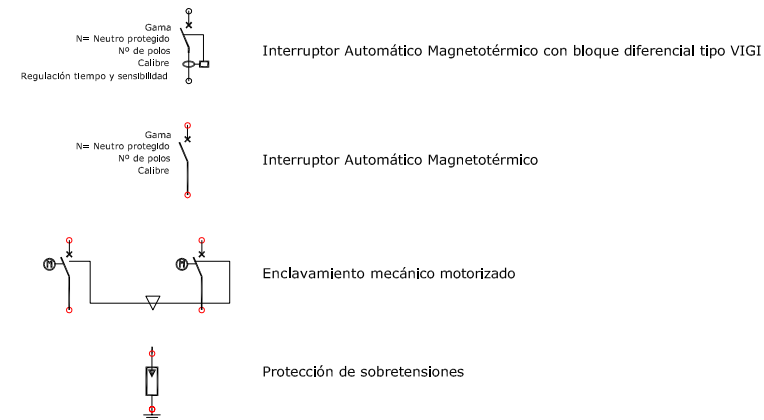 Gama
N= Neutro protegido
Nº de polos
Calibre
Regulación tiempo y sensibilidad
Interruptor Automático Magnetotérmico con bloque diferencial tipo VIGI
Gama
N= Neutro protegido
Nº de polos
Calibre
Interruptor Automático Magnetotérmico
M
M
Enclavamiento mecánico motorizado
Protección de sobretensiones